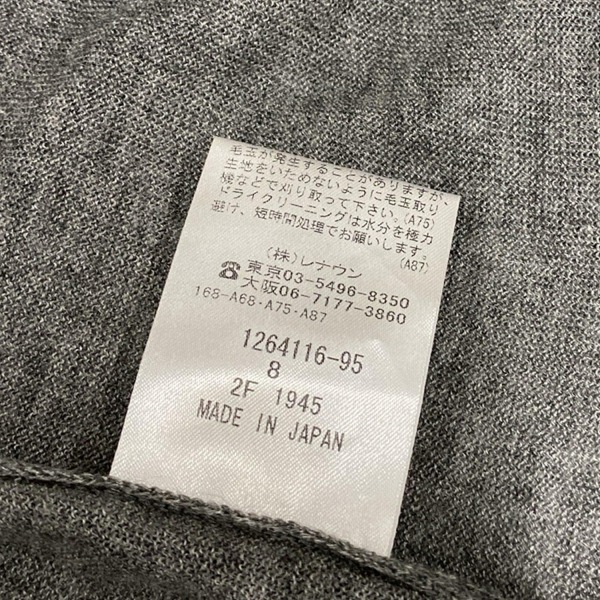 毛玉が発生することがありますが、
生地をいためないように毛玉取り
機などで刈り取って下さい。(A75)
ドライクリーニングは水分を極力
避け、短時間処理でお願いします。
(A87)
(株)レナウン
☎東京03-5496-8350
大阪06-7177-3860
168-A68・A75・A87
1264116-95
8
2F 1945
MADE IN JAPAN